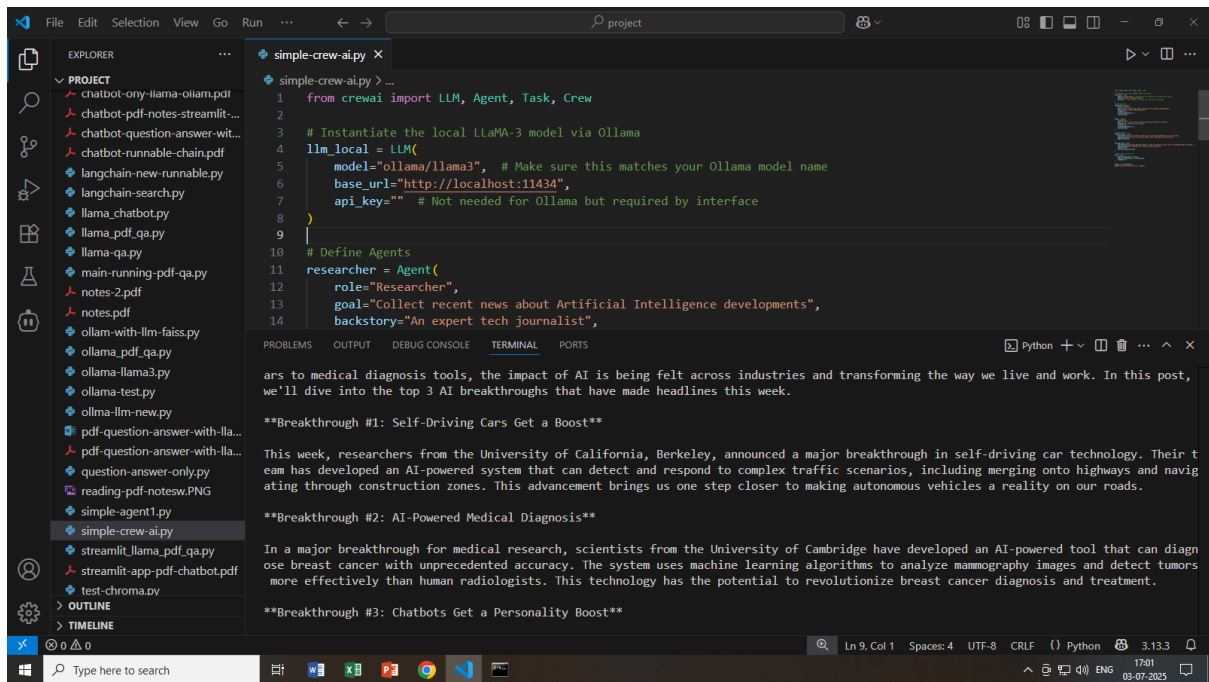 File Edit Selection View Go Run ··· project
EXPLORER ···
PROJECT
chatbot-ony-llama-ollam.pdf
chatbot-pdf-notes-streamlit-...
chatbot-question-answer-wit...
chatbot-runnable-chain.pdf
langchain-new-runnable.py
langchain-search.py
llama_chatbot.py
llama_pdf_qa.py
llama-qa.py
main-running-pdf-qa.py
notes-2.pdf
notes.pdf
ollam-with-llm-faiss.py
ollama_pdf_qa.py
ollama-llama3.py
ollama-test.py
ollma-llm-new.py
pdf-question-answer-with-lla...
pdf-question-answer-with-lla...
question-answer-only.py
reading-pdf-notesw.PNG
simple-agent1.py
simple-crew-ai.py
streamlit_llama_pdf_qa.py
streamlit-app-pdf-chatbot.pdf
test-chroma.py
OUTLINE
TIMELINE
simple-crew-ai.py
simple-crew-ai.py > ...
1 from crewai import LLM, Agent, Task, Crew
2
3 # Instantiate the local LLaMA-3 model via Ollama
4 llm_local = LLM(
5 model="ollama/llama3", # Make sure this matches your Ollama model name
6 base_url="http://localhost:11434",
7 api_key="" # Not needed for Ollama but required by interface
8 )
9
10 # Define Agents
11 researcher = Agent(
12 role="Researcher",
13 goal="Collect recent news about Artificial Intelligence developments",
14 backstory="An expert tech journalist",
PROBLEMS OUTPUT DEBUG CONSOLE TERMINAL PORTS Python
ars to medical diagnosis tools, the impact of AI is being felt across industries and transforming the way we live and work. In this post,
we'll dive into the top 3 AI breakthroughs that have made headlines this week.
**Breakthrough #1: Self-Driving Cars Get a Boost**
This week, researchers from the University of California, Berkeley, announced a major breakthrough in self-driving car technology. Their t
eam has developed an AI-powered system that can detect and respond to complex traffic scenarios, including merging onto highways and navig
ating through construction zones. This advancement brings us one step closer to making autonomous vehicles a reality on our roads.
**Breakthrough #2: AI-Powered Medical Diagnosis**
In a major breakthrough for medical research, scientists from the University of Cambridge have developed an AI-powered tool that can diagn
ose breast cancer with unprecedented accuracy. The system uses machine learning algorithms to analyze mammography images and detect tumors
more effectively than human radiologists. This technology has the potential to revolutionize breast cancer diagnosis and treatment.
**Breakthrough #3: Chatbots Get a Personality Boost**
0 0 Ln 9, Col 1 Spaces: 4 UTF-8 CRLF {} Python 3.13.3
Type here to search ENG 17:01
03-07-2025